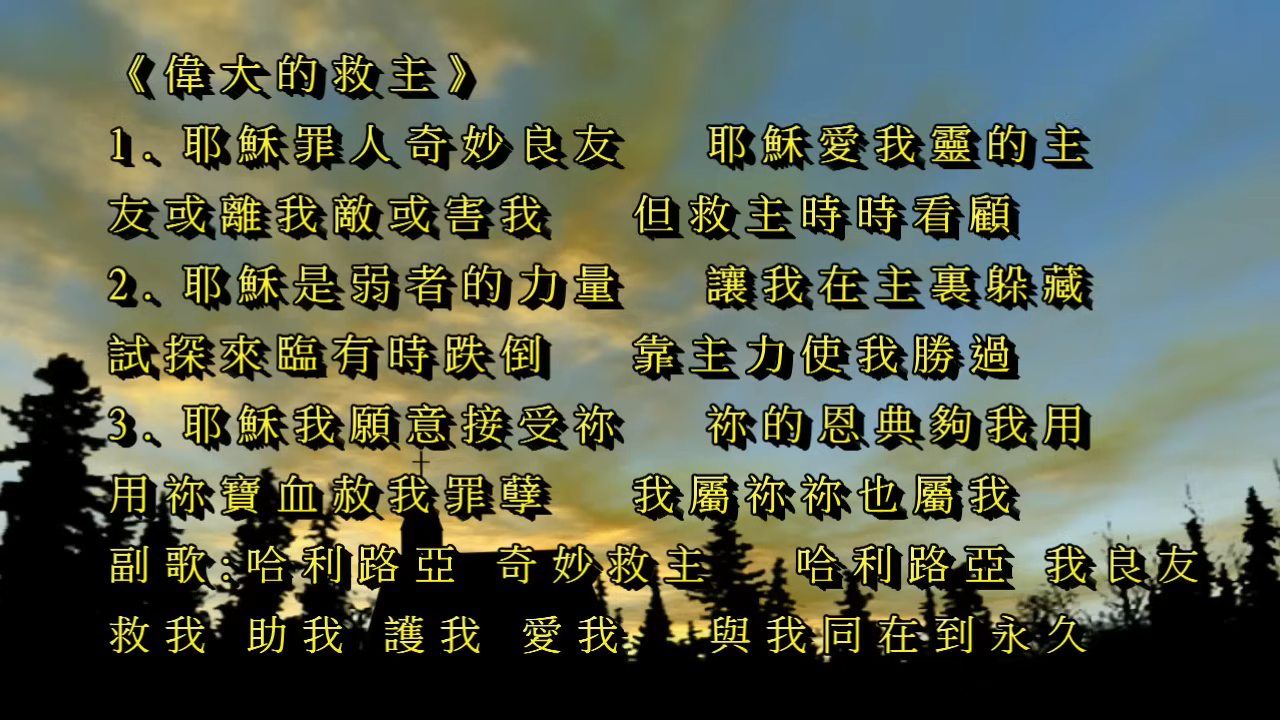 《偉大的救主》
1. 耶穌罪人奇妙良友 耶穌愛我靈的主
友或離我敵或害我 但救主時時看顧
2. 耶穌是弱者的力量 讓我在主裏躲藏
試探來臨有時跌倒 靠主力使我勝過
3. 耶穌我願意接受祢 祢的恩典夠我用
用祢寶血赦我罪孽 我屬祢祢也屬我
副歌:哈利路亞 奇妙救主 哈利路亞 我良友
救我 助我 護我 愛我 與我同在到永久